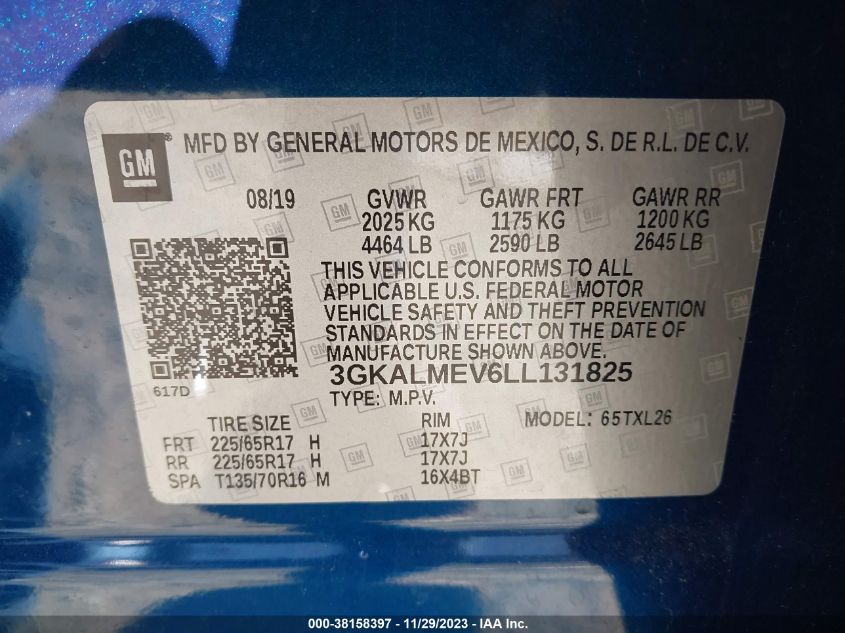 GM
MFD BY GENERAL MOTORS DE MEXICO, S. DE R.L. DE C.V.
08/19 GVWR GAWR FRT GAWR RR
2025 KG 1175 KG 1200 KG
4464 LB 2590 LB 2645 LB
THIS VEHICLE CONFORMS TO ALL
APPLICABLE U.S. FEDERAL MOTOR
VEHICLE SAFETY AND THEFT PREVENTION
STANDARDS IN EFFECT ON THE DATE OF
MANUFACTURE SHOWN ABOVE.
617D
3GKALMEV6LL131825
TYPE: M.P.V.
TIRE SIZE RIM MODEL: 65TXL26
FRT 225/65R17 H 17X7J
RR 225/65R17 H 17X7J
SPA T135/70R16 M 16X4BT
000-38158397 - 11/29/2023 - IAA Inc.